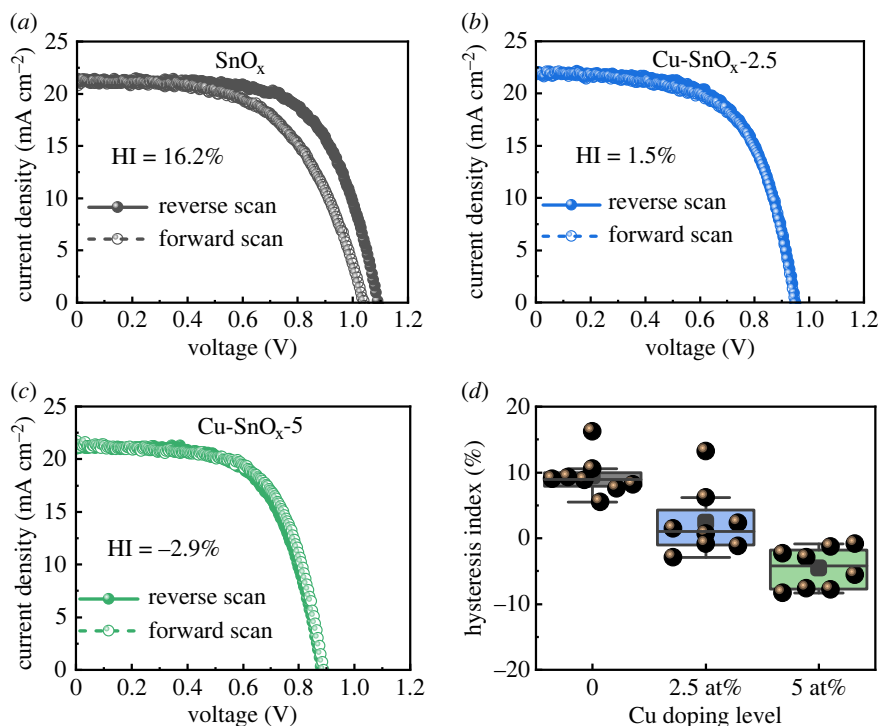 (a)
25
20
15
10
5
0
current density (mA cm⁻²)
SnOₓ
HI = 16.2%
reverse scan
forward scan
0 0.2 0.4 0.6 0.8 1.0 1.2
voltage (V)
(b)
25
20
15
10
5
0
current density (mA cm⁻²)
Cu-SnOₓ-2.5
HI = 1.5%
reverse scan
forward scan
0 0.2 0.4 0.6 0.8 1.0 1.2
voltage (V)
(c)
25
20
15
10
5
0
current density (mA cm⁻²)
Cu-SnOₓ-5
HI = –2.9%
reverse scan
forward scan
0 0.2 0.4 0.6 0.8 1.0 1.2
voltage (V)
(d)
20
10
0
–10
–20
hysteresis index (%)
0 2.5 at% 5 at%
Cu doping level